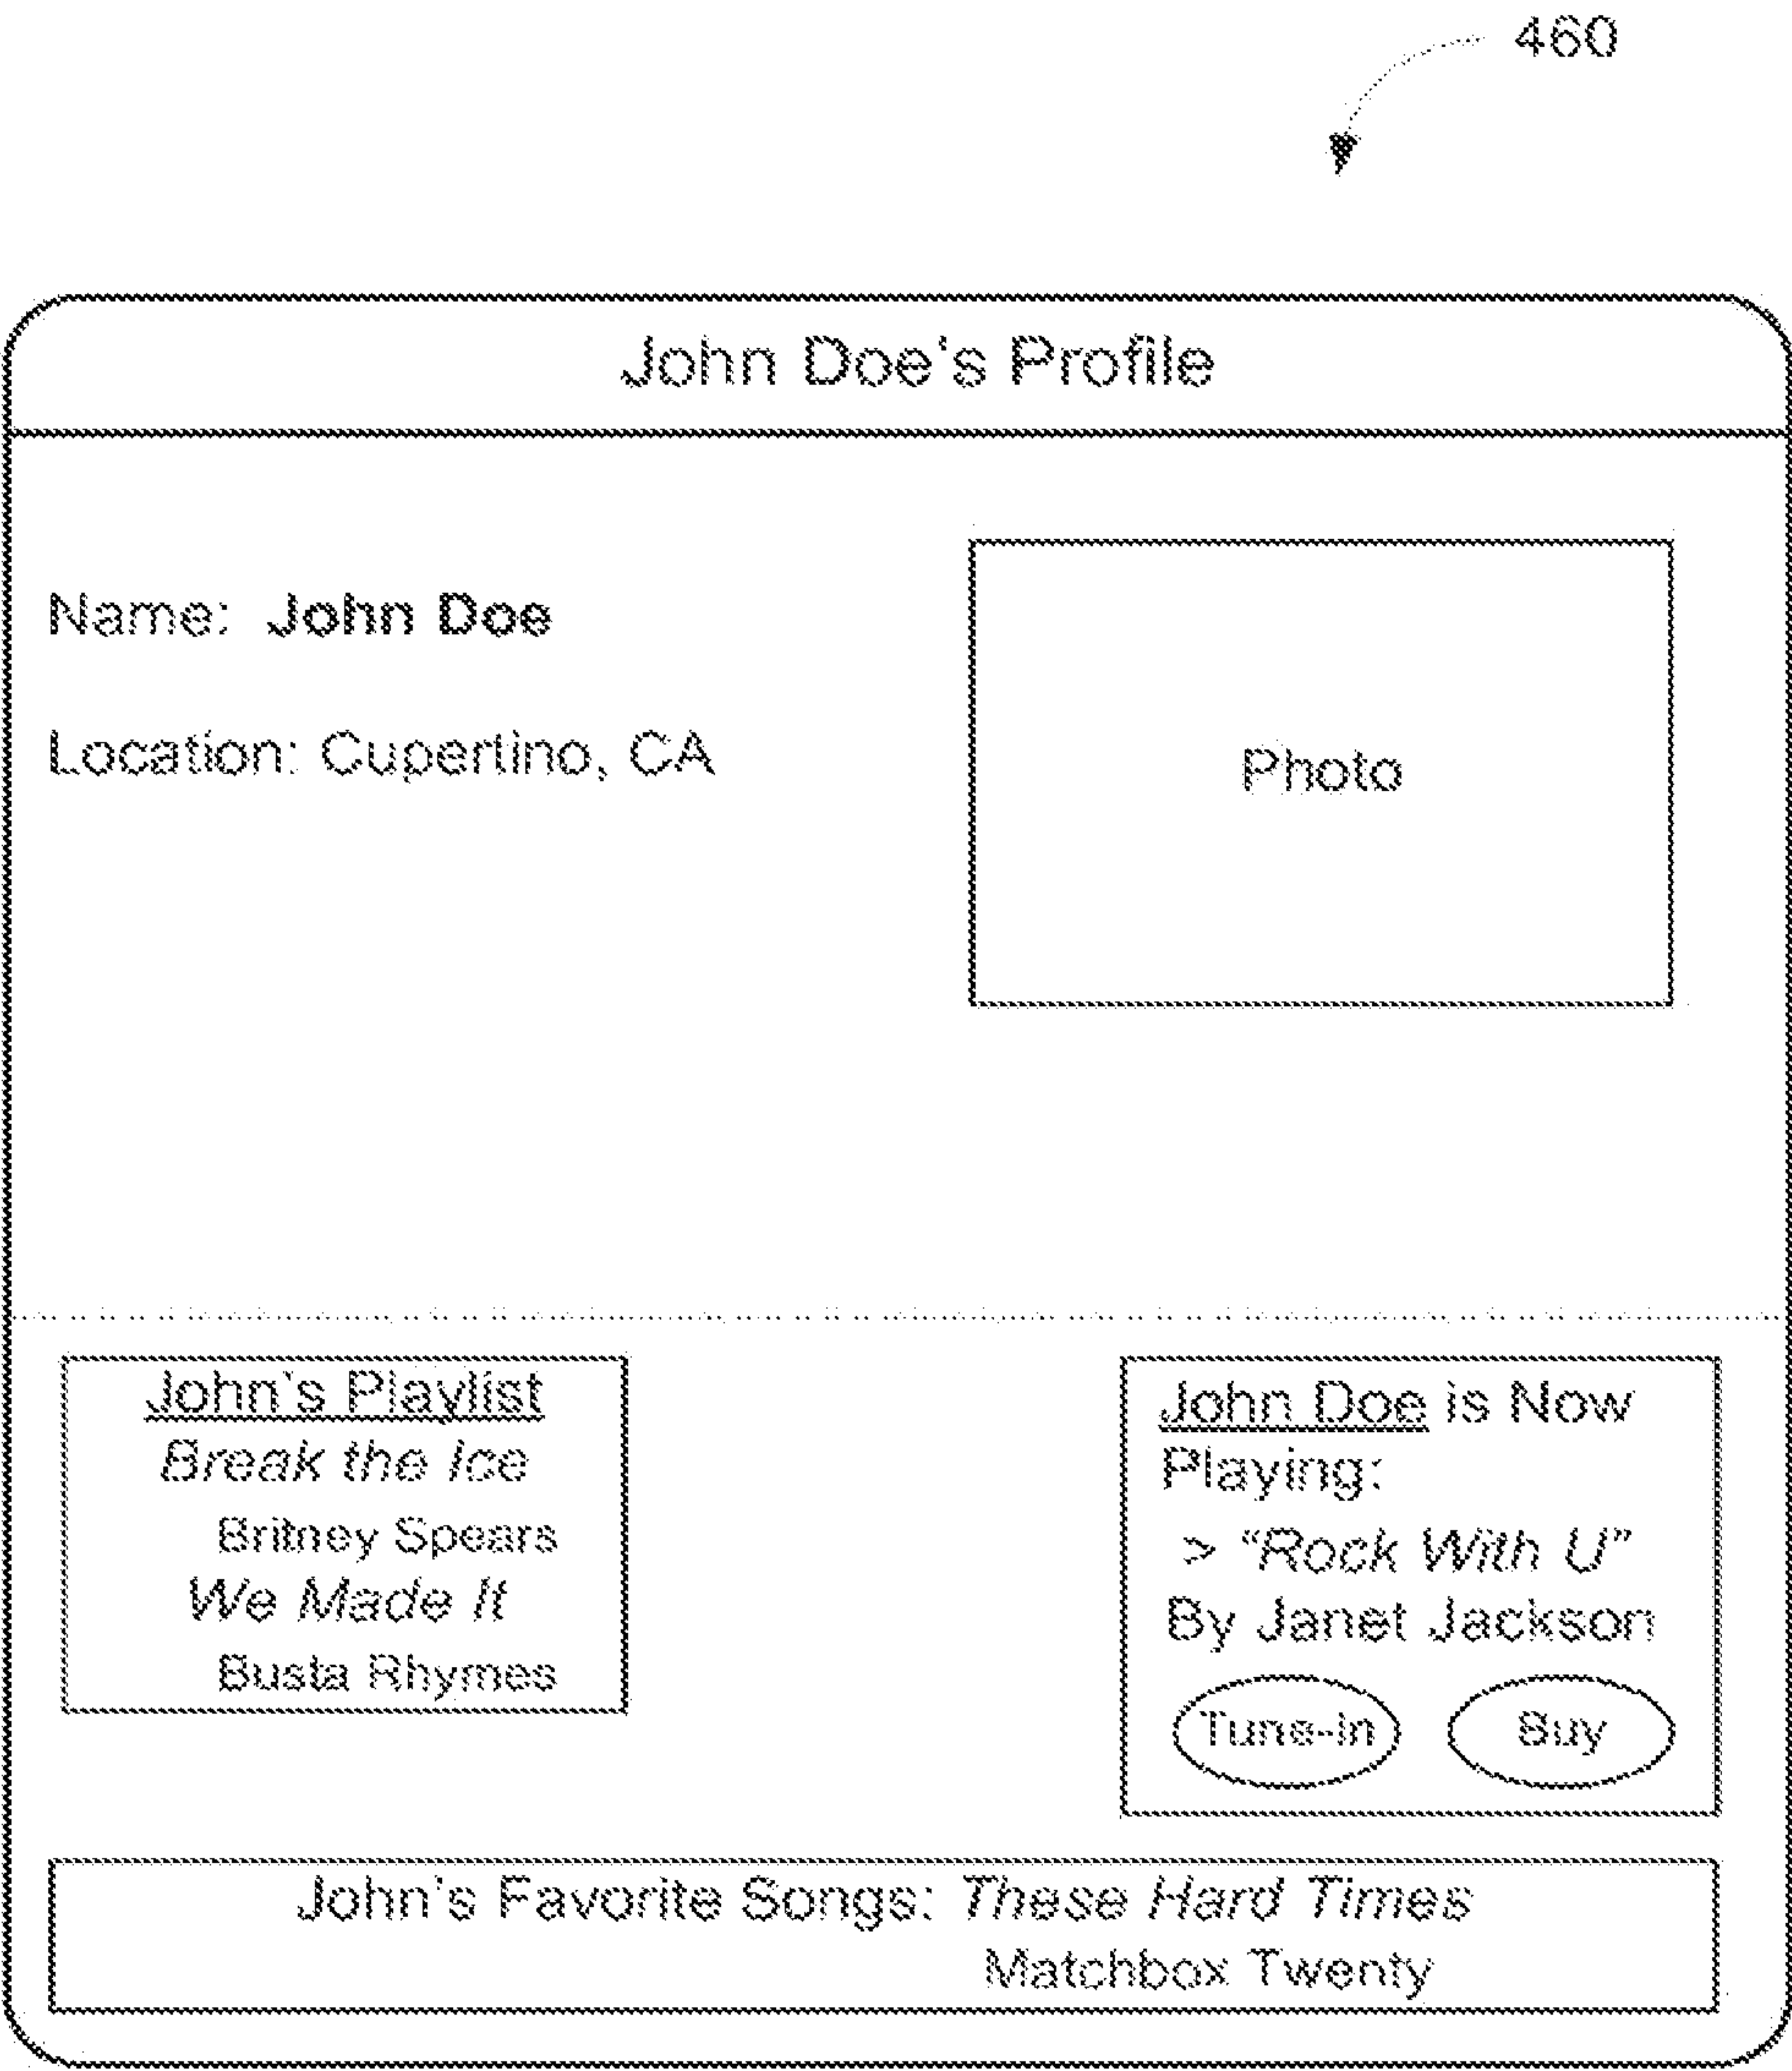 460
John Doe's Profile
Name: John Doe
Location: Cupertino, CA
Photo
John's Playlist
Break the Ice
Britney Spears
We Made It
Busta Rhymes
John Doe is Now
Playing:
> “Rock With U”
By Janet Jackson
Tune-in
Buy
John's Favorite Songs: These Hard Times
Matchbox Twenty